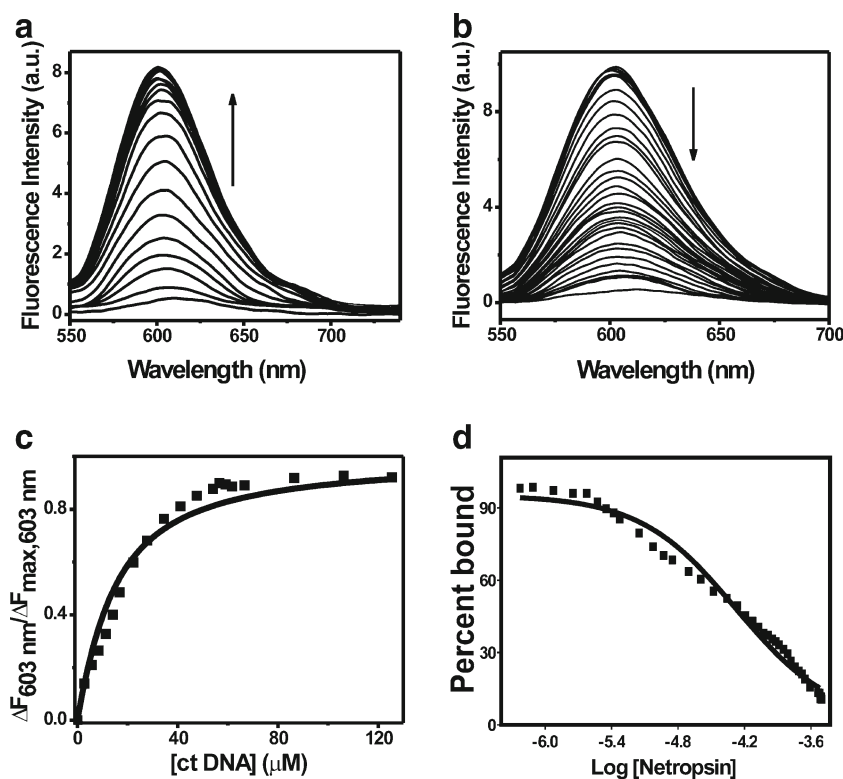 a
Fluorescence Intensity (a.u.)
8
6
4
2
0
550
600
650
700
Wavelength (nm)
b
Fluorescence Intensity (a.u.)
8
4
0
550
600
650
700
Wavelength (nm)
c
ΔF603 nm/ΔFmax,603 nm
0.8
0.4
0.0
0
40
80
120
[ct DNA] (μM)
d
Percent bound
90
60
30
0
-6.0
-5.4
-4.8
-4.2
-3.6
Log [Netropsin]